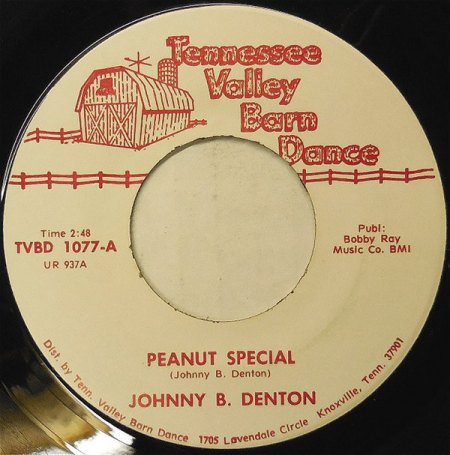 Tennessee
Valley
Barn
Dance
Time 2:48
TVBD 1077-A
UR 937A
Publ:
Bobby Ray
Music Co. BMI
PEANUT SPECIAL
(Johnny B. Denton)
JOHNNY B. DENTON
Dist. by Tenn. Valley Barn Dance 1705 Lavendale Circle Knoxville, Tenn. 37901